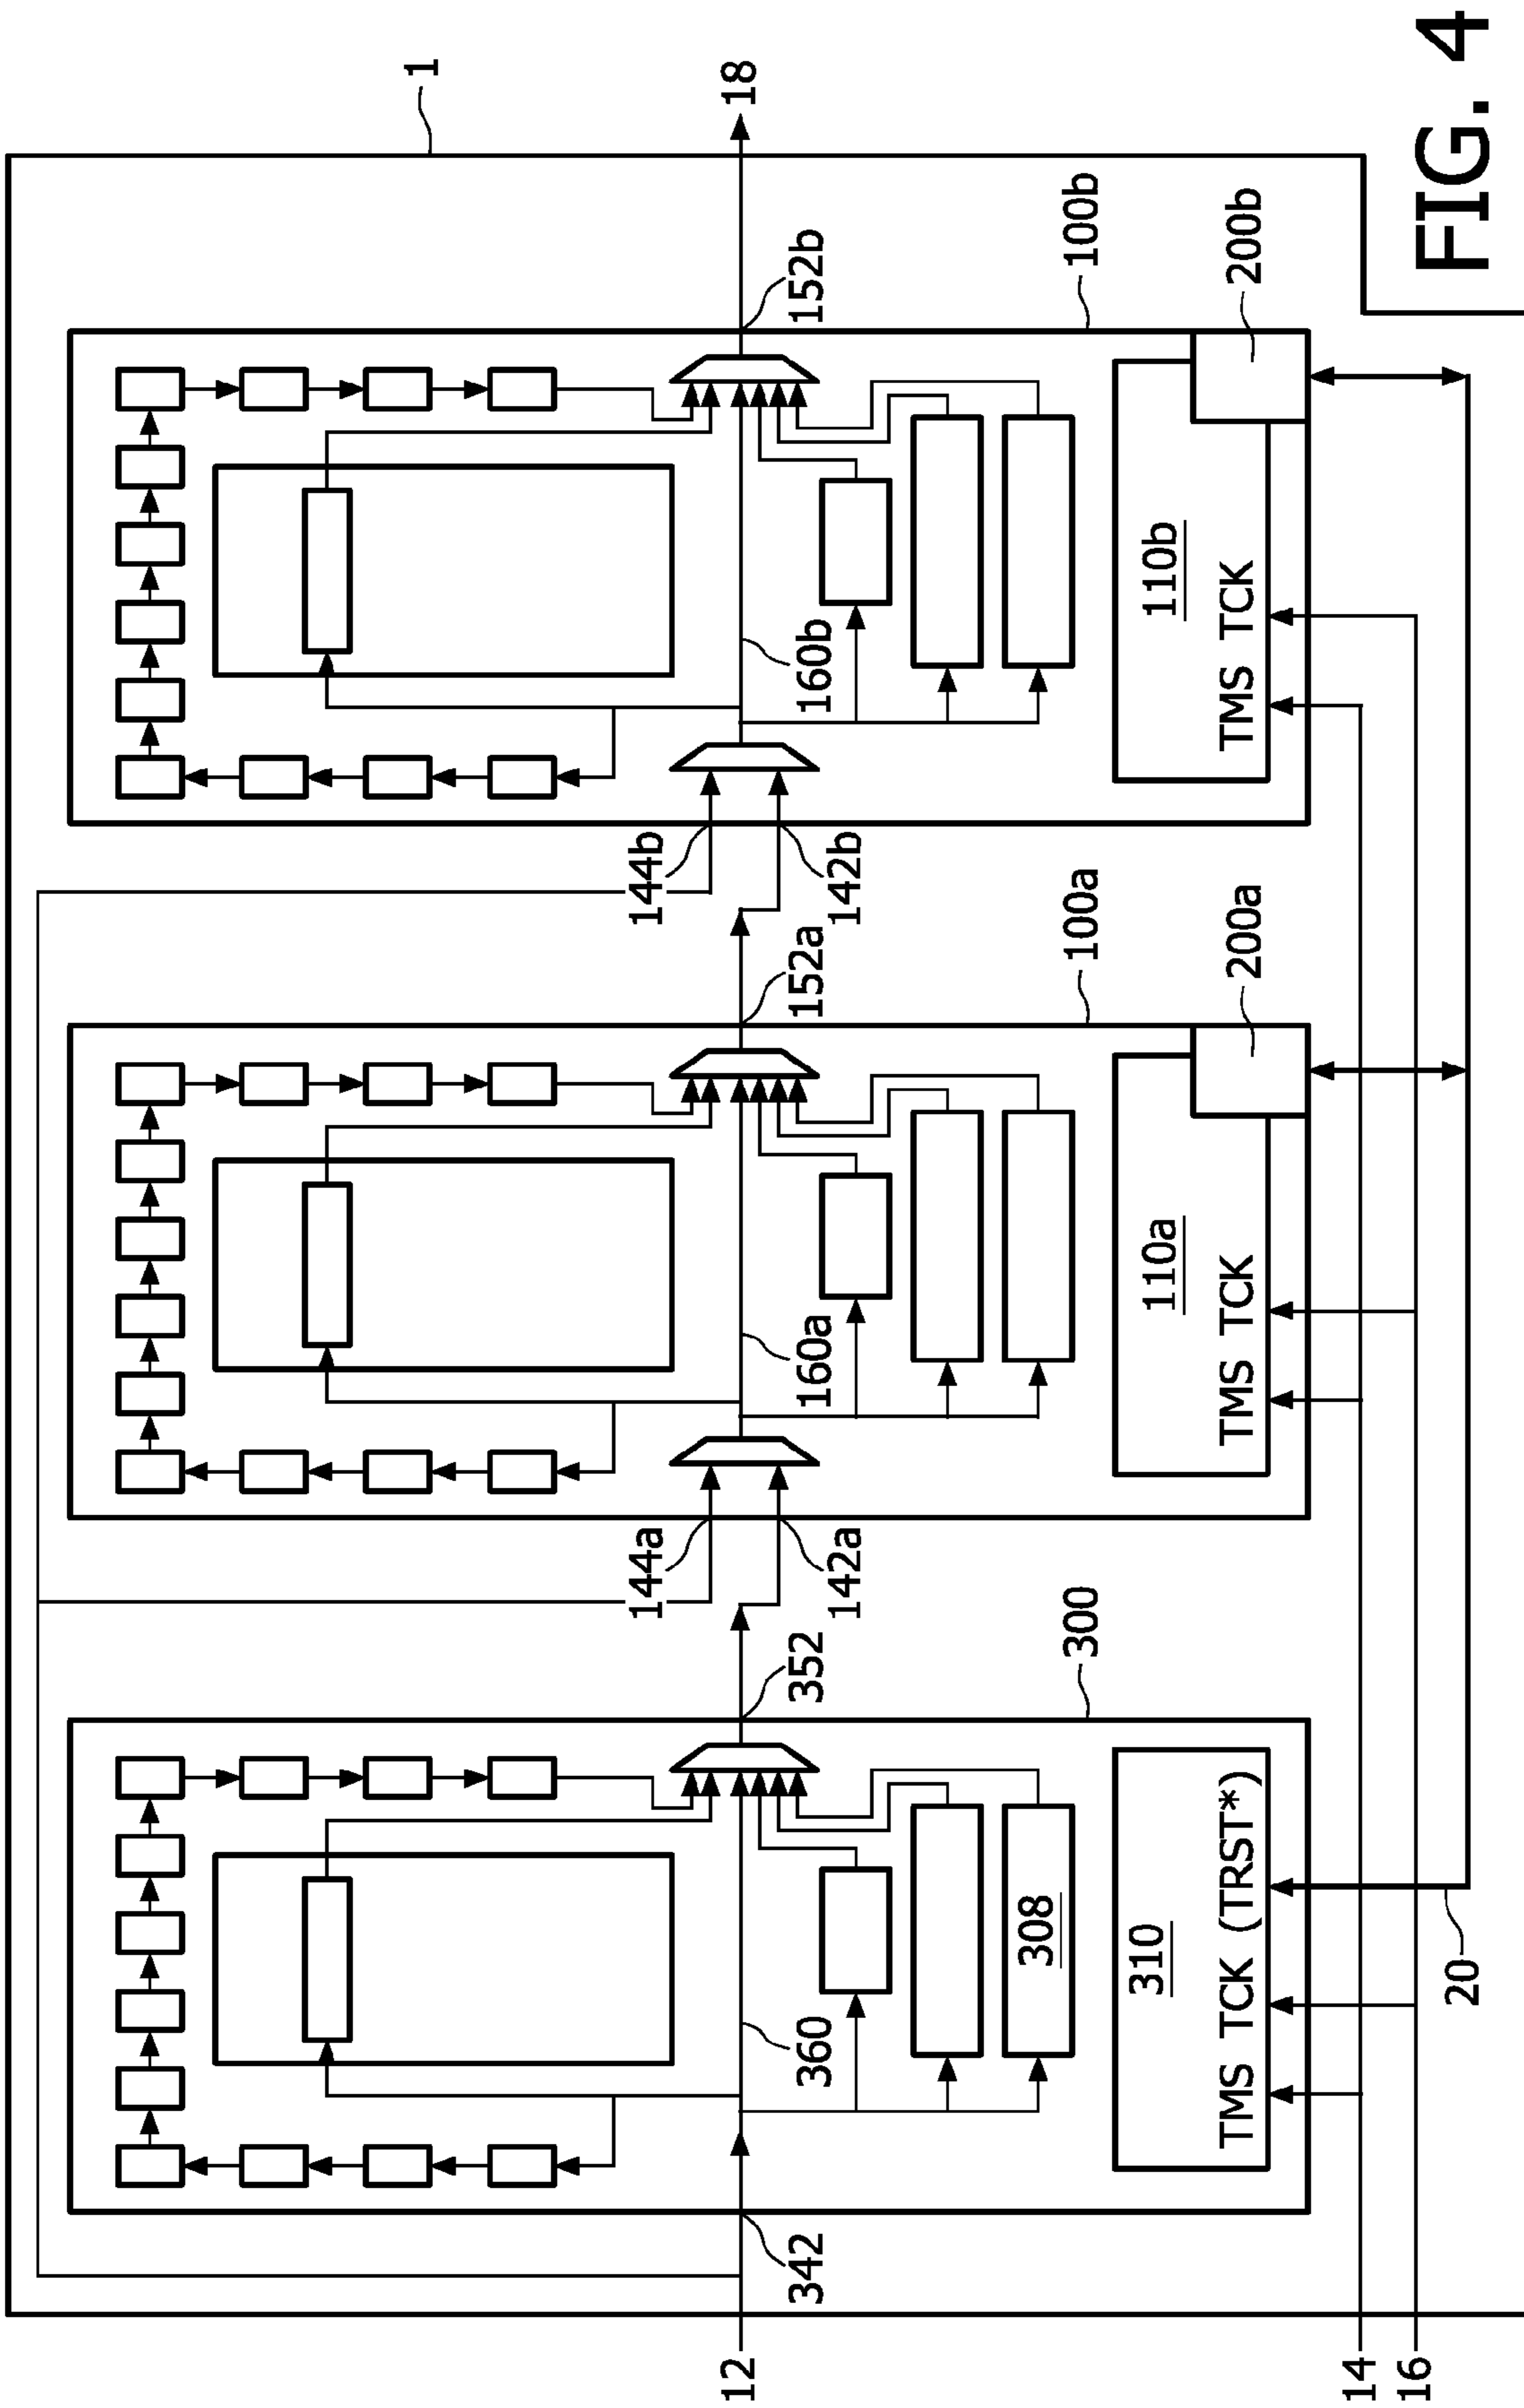 1
144a
144b
12
342
360
352
142a
160a
152a
142b
160b
152b
18
308
300
100a
100b
310
110a
110b
TMS TCK (TRST*)
TMS TCK
200a
TMS TCK
200b
14
16
20
FIG. 4